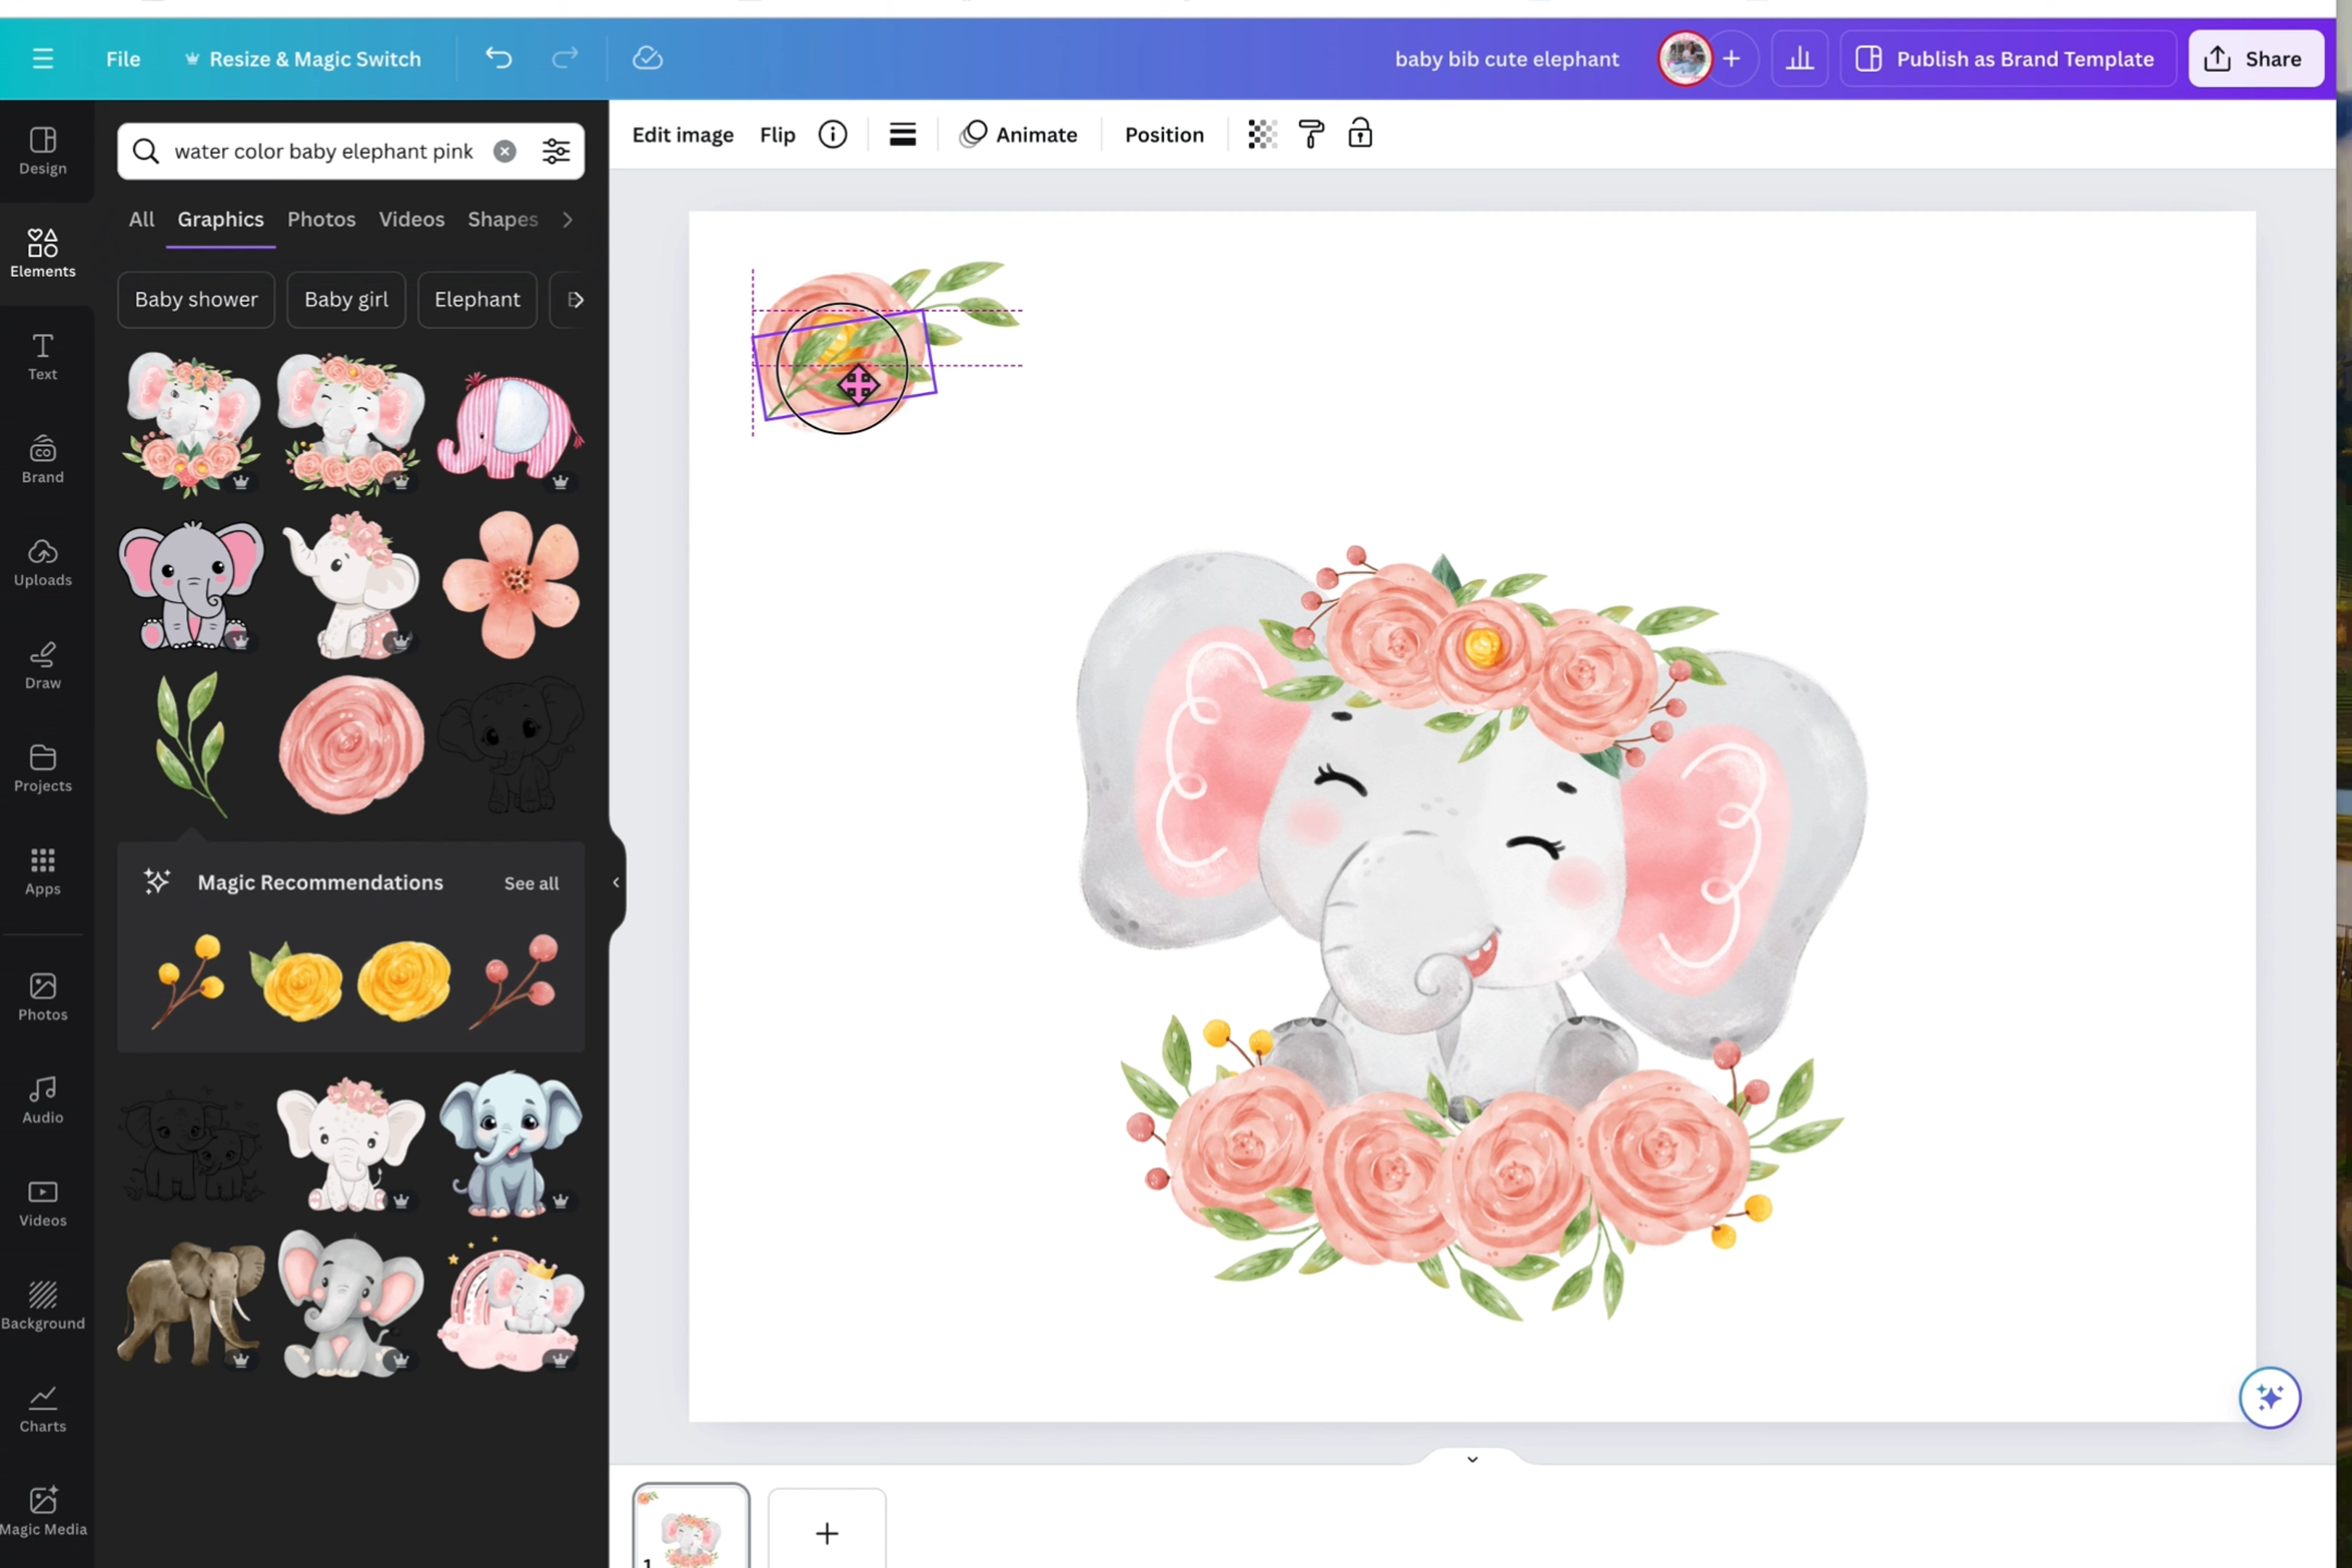 File
Resize & Magic Switch
baby bib cute elephant
Publish as Brand Template
Share
Design
Elements
Text
Brand
Uploads
Draw
Projects
Apps
Photos
Audio
Videos
Background
Charts
Magic Media
water color baby elephant pink
All
Graphics
Photos
Videos
Shapes
Baby shower
Baby girl
Elephant
Magic Recommendations
See all
Edit image
Flip
Animate
Position
1